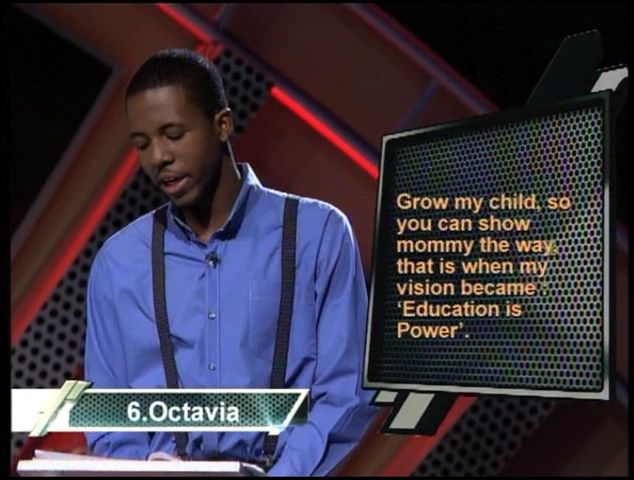 Grow my child, so
you can show
mommy the way,
that is when my
vision became :
'Education is
Power'.
6.Octavia